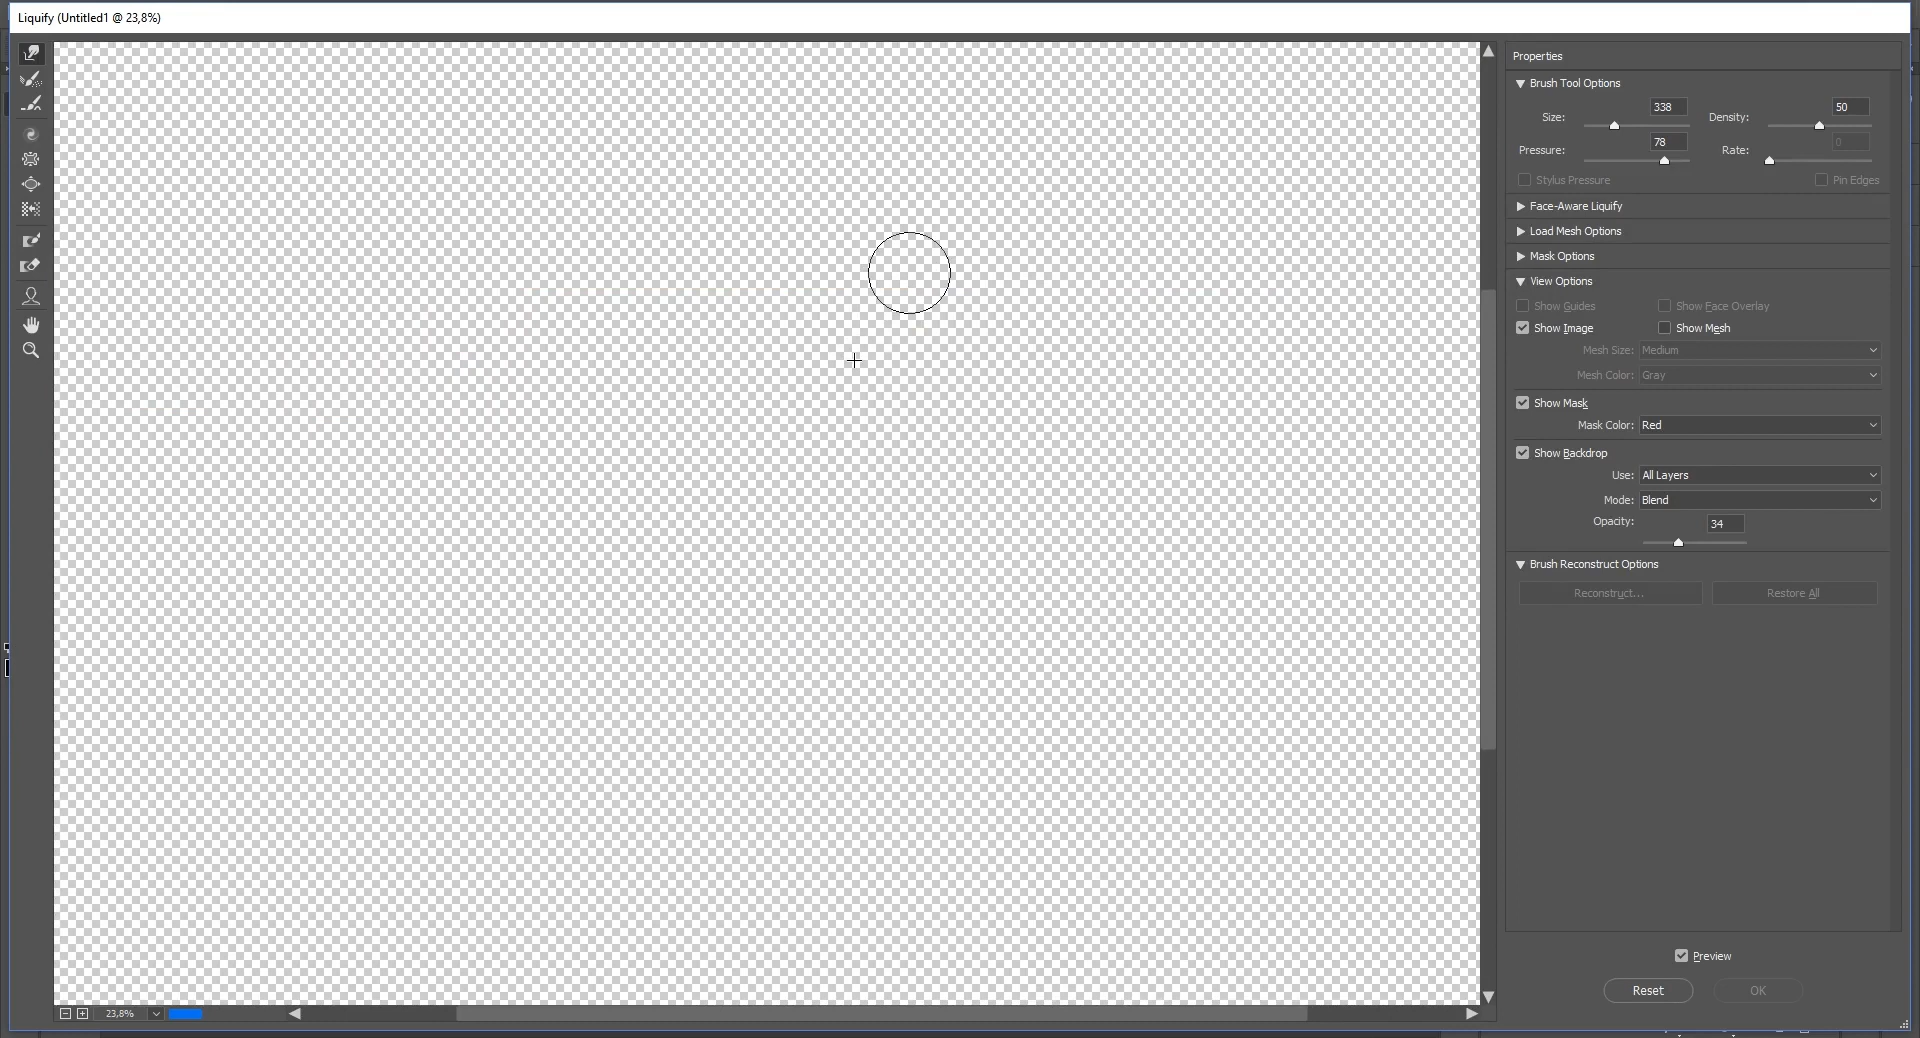 Liquify (Untitled1 @ 23,8%)
Properties
Brush Tool Options
Size: 338 Density: 50
Pressure: 78 Rate: 0
Stylus Pressure Pin Edges
Face-Aware Liquify
Load Mesh Options
Mask Options
View Options
Show Guides Show Face Overlay
Show Image Show Mesh
Mesh Size: Medium
Mesh Color: Gray
Show Mask
Mask Color: Red
Show Backdrop
Use: All Layers
Mode: Blend
Opacity: 34
Brush Reconstruct Options
Reconstruct... Restore All
Preview
Reset OK
23,8%